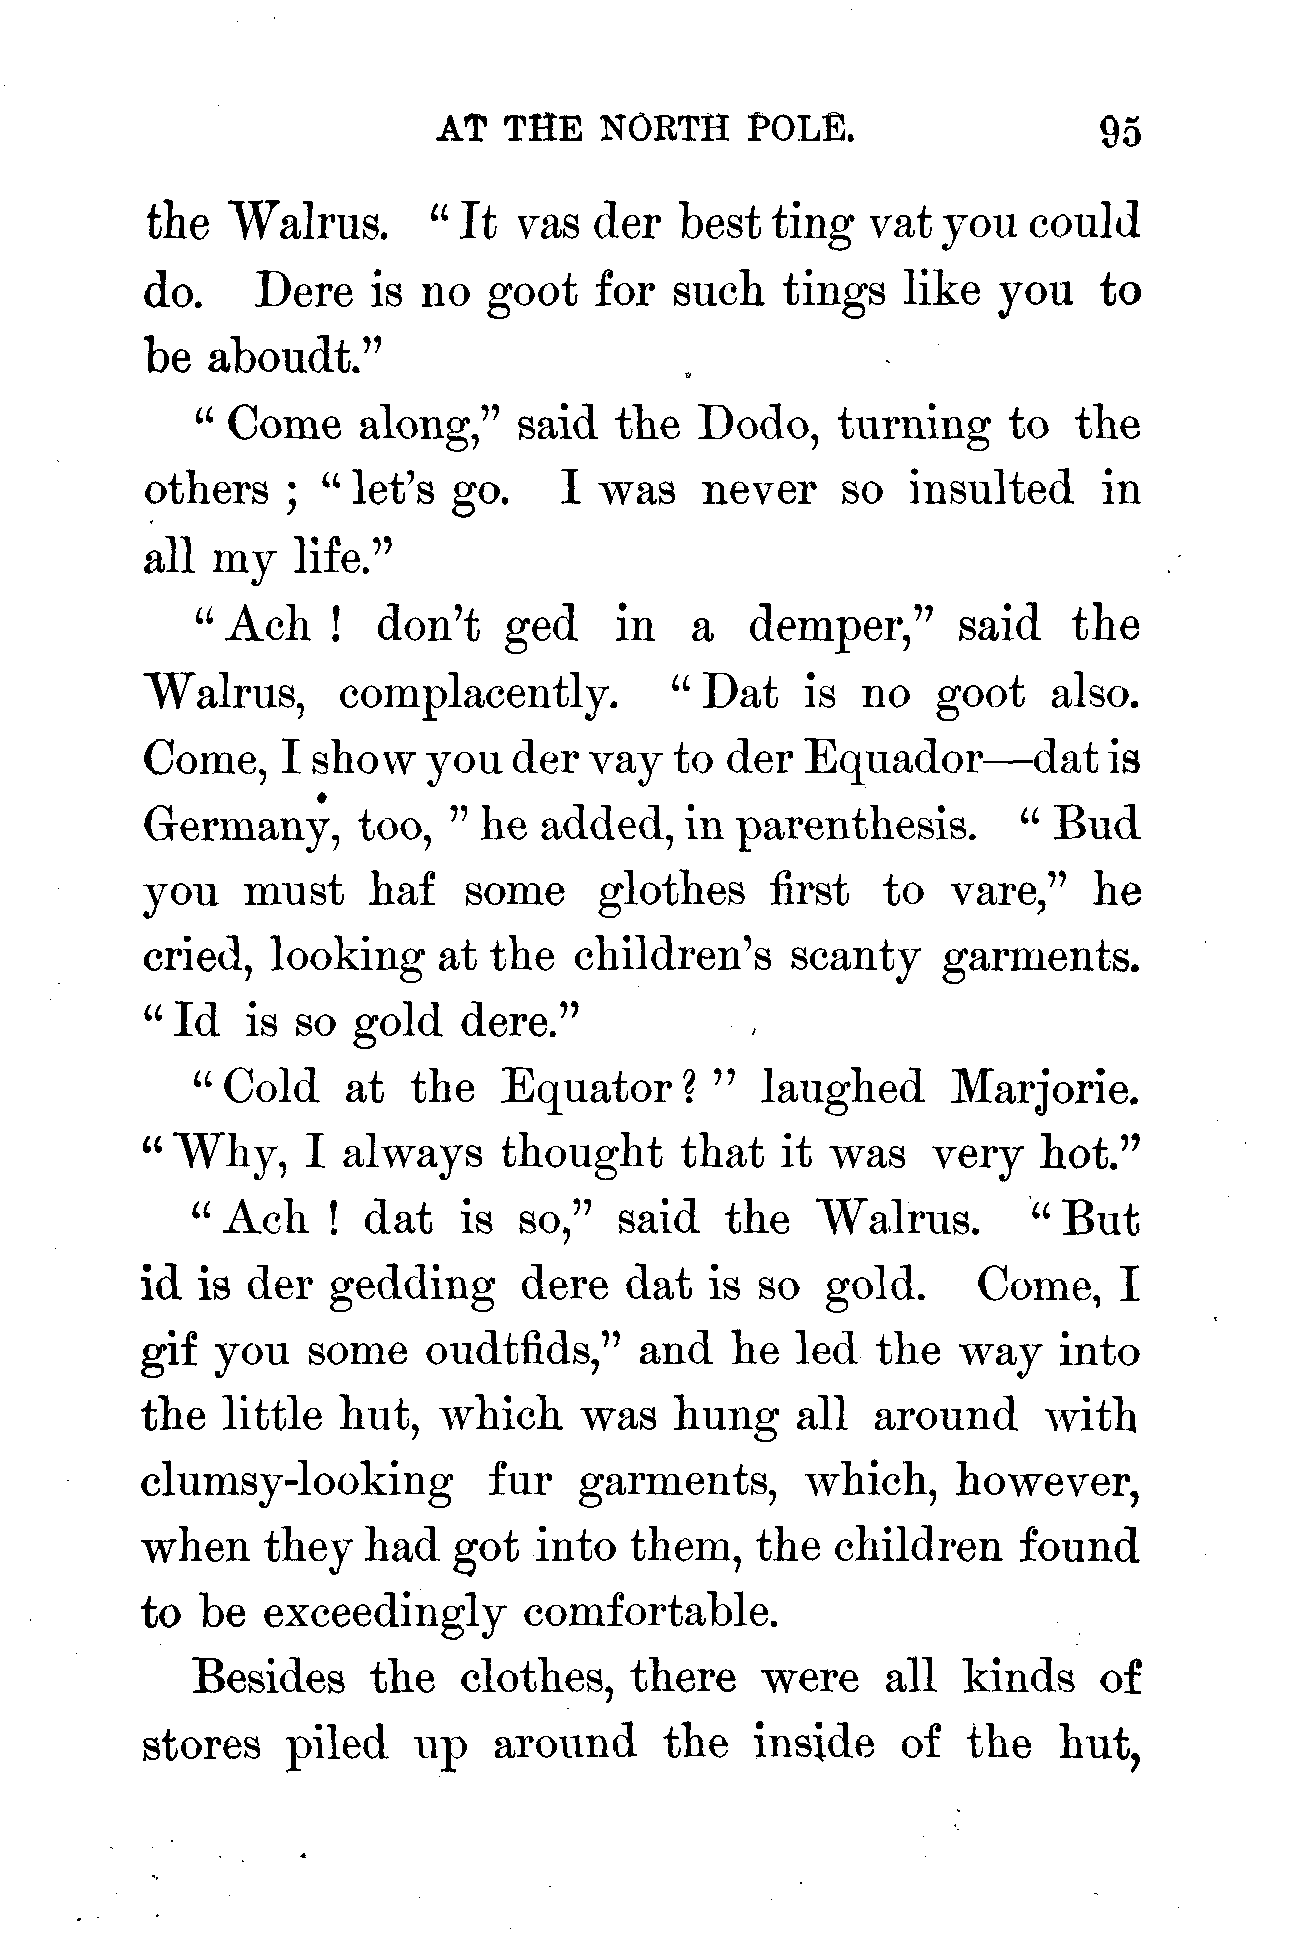 AT THE NORTH POLE. 95
the Walrus. “ It vas der best ting vat you could
do. Dere is no goot for such tings like you to
be aboudt.”
“ Come along,” said the Dodo, turning to the
others ; “ let’s go. I was never so insulted in
all my life.”
“ Ach ! don’t ged in a demper,” said the
Walrus, complacently. “ Dat is no goot also.
Come, I show you der vay to der Equador—dat is
Germany, too, ” he added, in parenthesis. “ Bud
you must haf some glothes first to vare,” he
cried, looking at the children’s scanty garments.
“ Id is so gold dere.”
“ Cold at the Equator ? ” laughed Marjorie.
“ Why, I always thought that it was very hot.”
“ Ach ! dat is so,” said the Walrus. “ But
id is der gedding dere dat is so gold. Come, I
gif you some oudtfids,” and he led the way into
the little hut, which was hung all around with
clumsy-looking fur garments, which, however,
when they had got into them, the children found
to be exceedingly comfortable.
Besides the clothes, there were all kinds of
stores piled up around the inside of the hut,